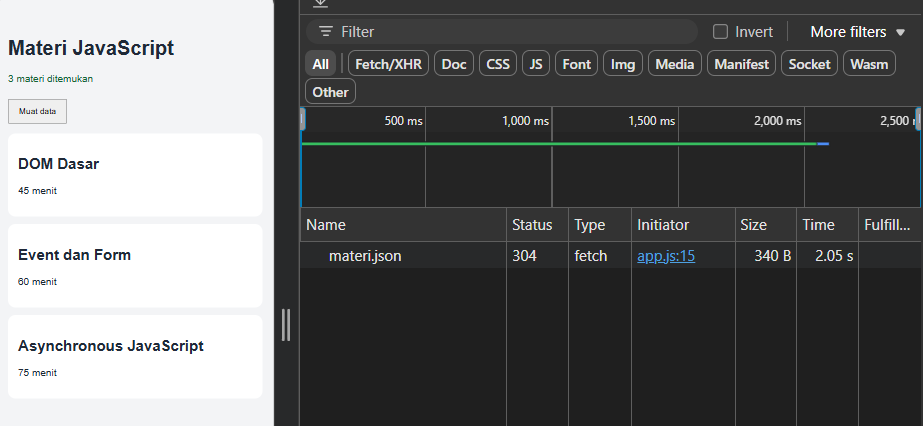 Materi JavaScript
3 materi ditemukan
Muat data
DOM Dasar
45 menit
Event dan Form
60 menit
Asynchronous JavaScript
75 menit
Filter Invert More filters
All Fetch/XHR Doc CSS JS Font Img Media Manifest Socket Wasm
Other
500 ms 1,000 ms 1,500 ms 2,000 ms 2,500
Name Status Type Initiator Size Time Fulfill...
materi.json 304 fetch app.js:15 340 B 2.05 s